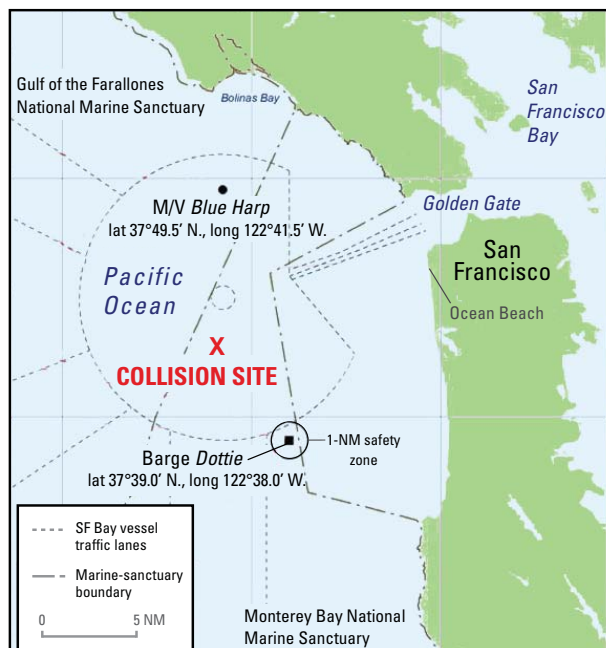 Gulf of the Farallones
National Marine Sanctuary
Bolinas Bay
San
Francisco
Bay
M/V Blue Harp
lat 37°49.5′ N., long 122°41.5′ W.
Golden Gate
San
Francisco
Pacific
Ocean
Ocean Beach
X
COLLISION SITE
Barge Dottie
lat 37°39.0′ N., long 122°38.0′ W.
1-NM safety
zone
SF Bay vessel
traffic lanes
Marine-sanctuary
boundary
0 5 NM
Monterey Bay National
Marine Sanctuary